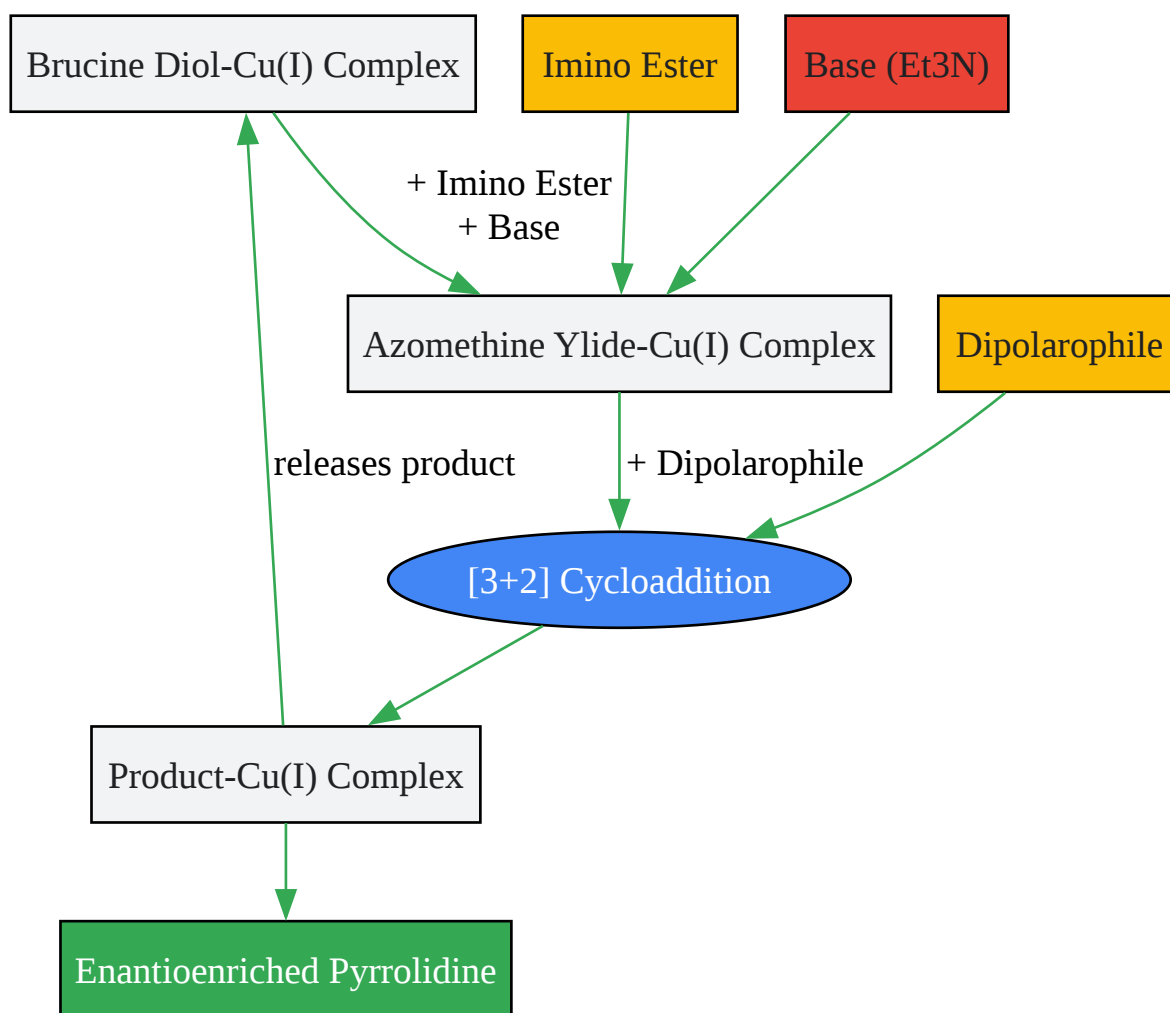 Brucine Diol-Cu(I) Complex
Imino Ester
Base (Et3N)
+ Imino Ester
+ Base
Azomethine Ylide-Cu(I) Complex
Dipolarophile
releases product
+ Dipolarophile
[3+2] Cycloaddition
Product-Cu(I) Complex
Enantioenriched Pyrrolidine